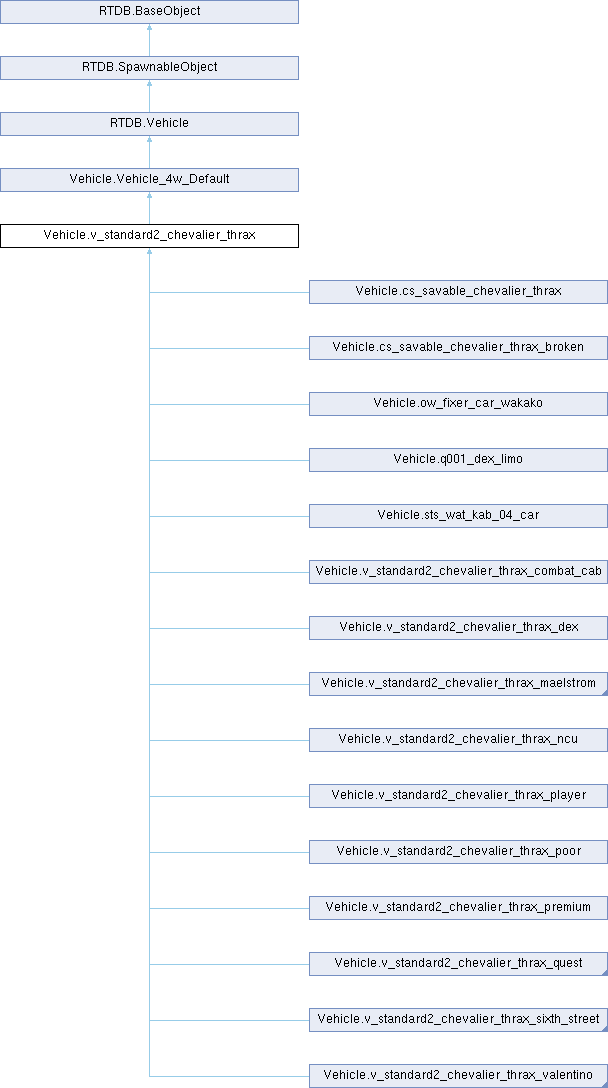 RTDB.BaseObject
RTDB.SpawnableObject
RTDB.Vehicle
Vehicle.Vehicle_4w_Default
Vehicle.v_standard2_chevalier_thrax
Vehicle.cs_savable_chevalier_thrax
Vehicle.cs_savable_chevalier_thrax_broken
Vehicle.ow_fixer_car_wakako
Vehicle.q001_dex_limo
Vehicle.sts_wat_kab_04_car
Vehicle.v_standard2_chevalier_thrax_combat_cab
Vehicle.v_standard2_chevalier_thrax_dex
Vehicle.v_standard2_chevalier_thrax_maelstrom
Vehicle.v_standard2_chevalier_thrax_ncu
Vehicle.v_standard2_chevalier_thrax_player
Vehicle.v_standard2_chevalier_thrax_poor
Vehicle.v_standard2_chevalier_thrax_premium
Vehicle.v_standard2_chevalier_thrax_quest
Vehicle.v_standard2_chevalier_thrax_sixth_street
Vehicle.v_standard2_chevalier_thrax_valentino